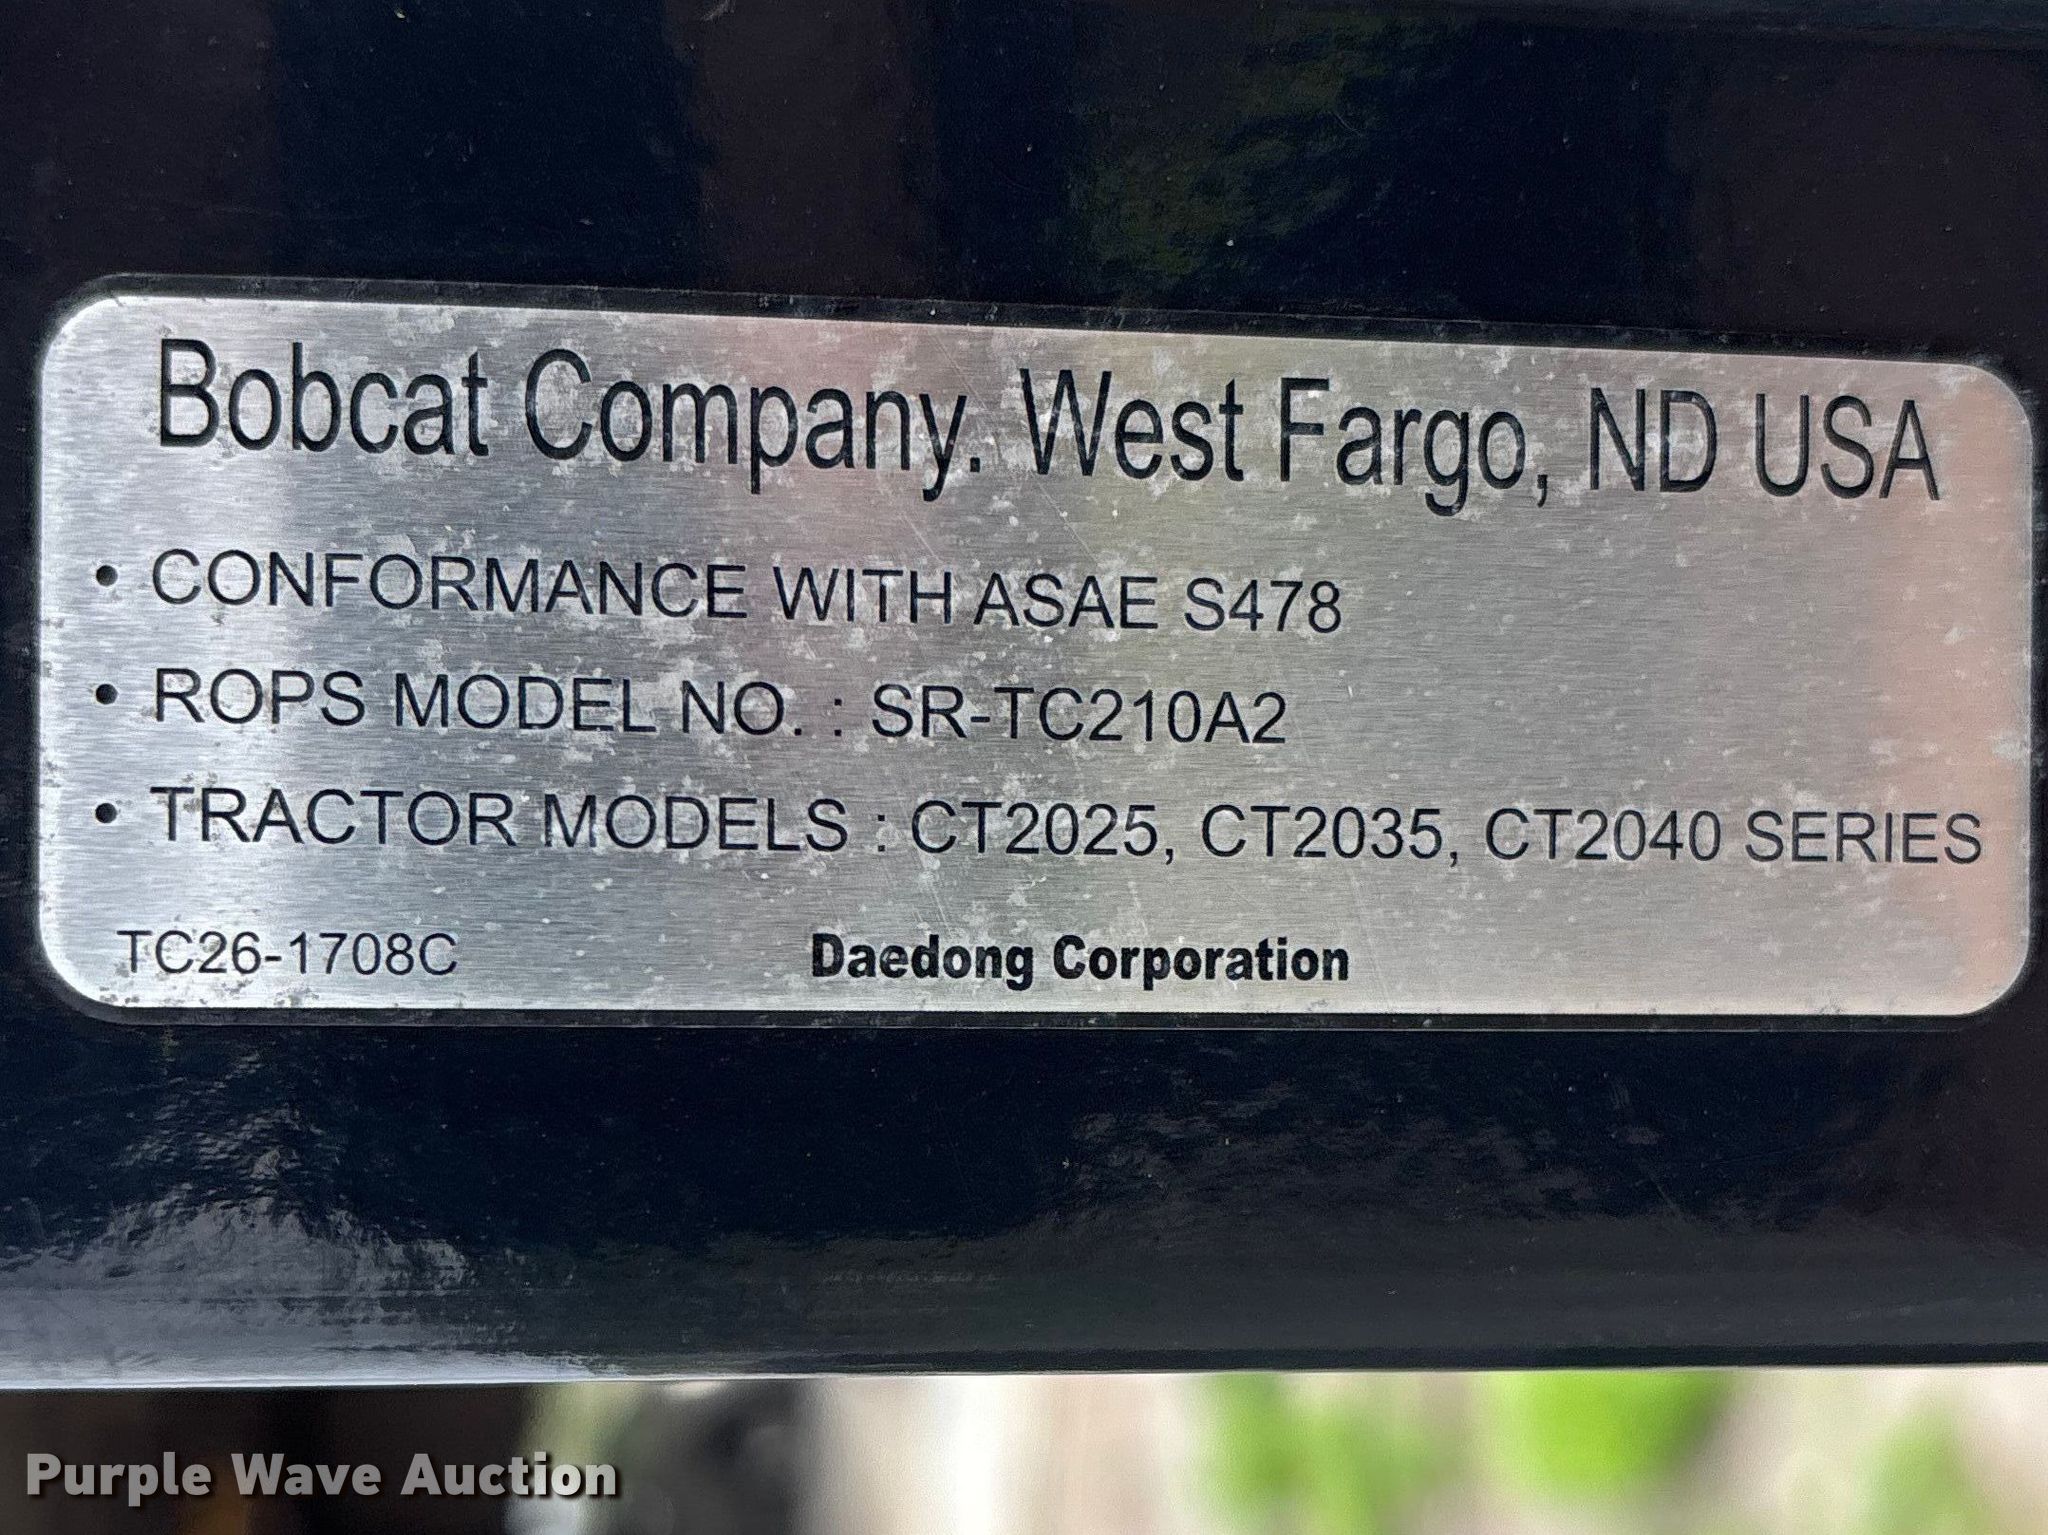 Bobcat Company. West Fargo, ND USA
• CONFORMANCE WITH ASAE S478
• ROPS MODEL NO. : SR-TC210A2
• TRACTOR MODELS : CT2025, CT2035, CT2040 SERIES
TC26-1708C Daedong Corporation
Purple Wave Auction